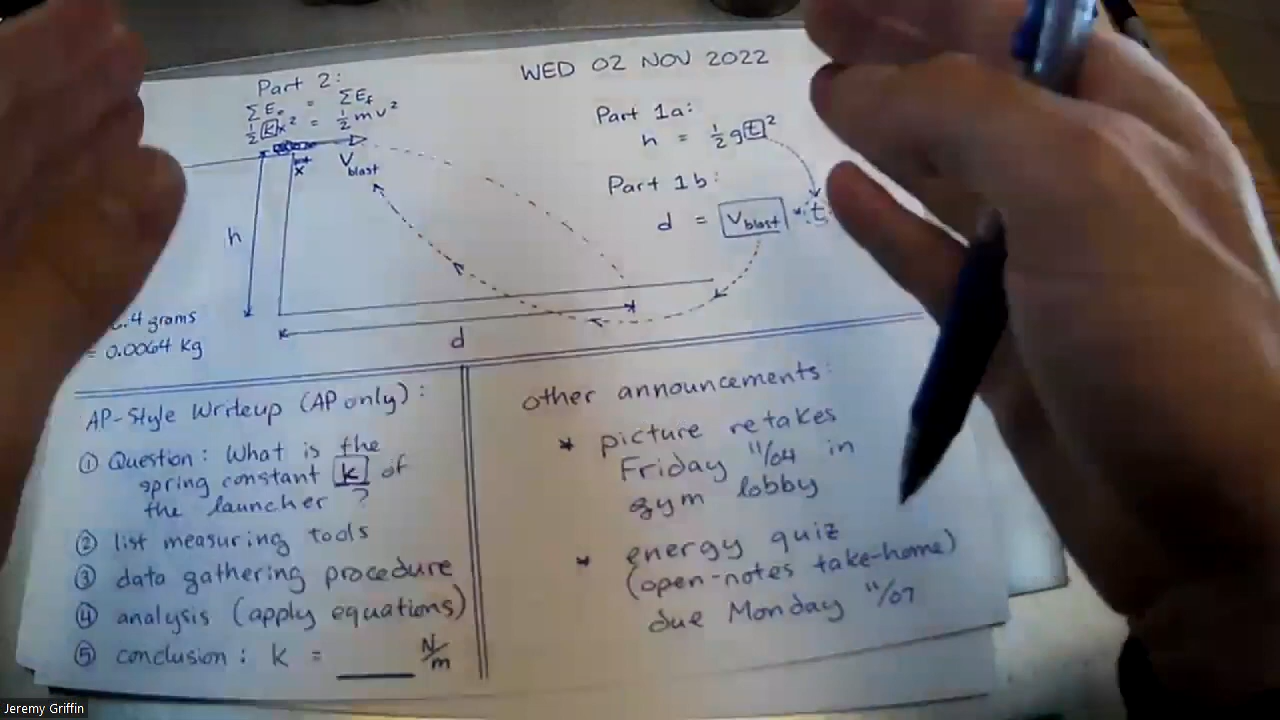 WED 02 NOV 2022
Part 2:
ΣE₀ = ΣE_f
½kx² = ½mv²
x
V_blast
h
d
Part 1a:
h = ½gt²
Part 1b:
d = V_blast * t
.4 grams
= 0.0064 kg
AP-Style Writeup (AP only):
① Question: What is the
spring constant k of
the launcher?
② list measuring tools
③ data gathering procedure
④ analysis (apply equations)
⑤ conclusion: k = ____ N/m
other announcements:
* picture retakes
Friday 11/04 in
gym lobby
* energy quiz
(open-notes take-home)
due Monday 11/07
Jeremy Griffin